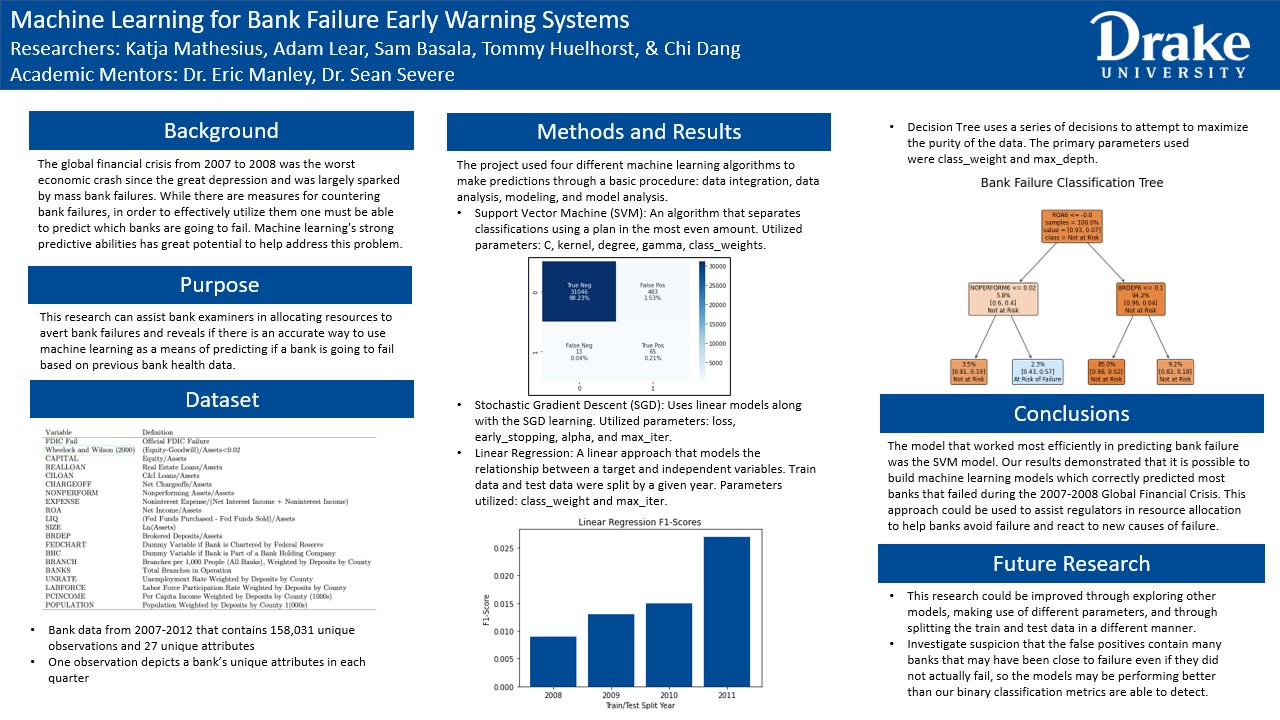 Machine Learning for Bank Failure Early Warning Systems
Researchers: Katja Mathesius, Adam Lear, Sam Basala, Tommy Huelhorst, & Chi Dang
Academic Mentors: Dr. Eric Manley, Dr. Sean Severe
Drake
UNIVERSITY
Background
The global financial crisis from 2007 to 2008 was the worst
economic crash since the great depression and was largely sparked
by mass bank failures. While there are measures for countering
bank failures, in order to effectively utilize them one must be able
to predict which banks are going to fail. Machine learning's strong
predictive abilities has great potential to help address this problem.
Purpose
This research can assist bank examiners in allocating resources to
avert bank failures and reveals if there is an accurate way to use
machine learning as a means of predicting if a bank is going to fail
based on previous bank health data.
Dataset
Variable Definition
FDIC Fail Official FDIC Failure
Wheelock and Wilson (2000) (Equity-Goodwill)/Assets<0.02
CAPITAL Equity/Assets
REALLOAN Real Estate Loans/Assets
CILOAN C&I Loans/Assets
CHARGEOFF Net Chargeoffs/Assets
NONPERFORM Nonperforming Assets/Assets
EXPENSE Noninterest Expense/(Net Interest Income + Noninterest Income)
ROA Net Income/Assets
LIQ (Fed Funds Purchased - Fed Funds Sold)/Assets
SIZE Ln(Assets)
BRDEP Brokered Deposits/Assets
FEDCHART Dummy Variable if Bank is Chartered by Federal Reserve
BHC Dummy Variable if Bank is Part of a Bank Holding Company
BRANCH Branches per 1,000 People (All Banks), Weighted by Deposits by County
BANKS Total Branches in Operation
UNRATE Unemployment Rate Weighted by Deposits by County
LABFORCE Labor Force Participation Rate Weighted by Deposits by County
PCINCOME Per Capita Income Weighted by Deposits by County (1000s)
POPULATION Population Weighted by Deposits by County 1(000s)
• Bank data from 2007-2012 that contains 158,031 unique
observations and 27 unique attributes
• One observation depicts a bank's unique attributes in each
quarter
Methods and Results
The project used four different machine learning algorithms to
make predictions through a basic procedure: data integration, data
analysis, modeling, and model analysis.
• Support Vector Machine (SVM): An algorithm that separates
classifications using a plan in the most even amount. Utilized
parameters: C, kernel, degree, gamma, class_weights.
0
True Neg
31046
98.23%
False Pos
483
1.53%
1
False Neg
13
0.04%
True Pos
65
0.21%
0 1
30000
25000
20000
15000
10000
5000
• Stochastic Gradient Descent (SGD): Uses linear models along
with the SGD learning. Utilized parameters: loss,
early_stopping, alpha, and max_iter.
• Linear Regression: A linear approach that models the
relationship between a target and independent variables. Train
data and test data were split by a given year. Parameters
utilized: class_weight and max_iter.
Linear Regression F1-Scores
F1-Score
0.025
0.020
0.015
0.010
0.005
0.000
2008 2009 2010 2011
Train/Test Split Year
• Decision Tree uses a series of decisions to attempt to maximize
the purity of the data. The primary parameters used
were class_weight and max_depth.
Bank Failure Classification Tree
ROA6 <= -0.0
samples = 100.0%
value = [0.93, 0.07]
class = Not at Risk
NOPERFORM6 <= 0.02
5.8%
[0.6, 0.4]
Not at Risk
BRDEP6 <= 0.1
94.2%
[0.96, 0.04]
Not at Risk
3.5%
[0.81, 0.19]
Not at Risk
2.3%
[0.43, 0.57]
At Risk of Failure
85.0%
[0.98, 0.02]
Not at Risk
9.2%
[0.82, 0.18]
Not at Risk
Conclusions
The model that worked most efficiently in predicting bank failure
was the SVM model. Our results demonstrated that it is possible to
build machine learning models which correctly predicted most
banks that failed during the 2007-2008 Global Financial Crisis. This
approach could be used to assist regulators in resource allocation
to help banks avoid failure and react to new causes of failure.
Future Research
• This research could be improved through exploring other
models, making use of different parameters, and through
splitting the train and test data in a different manner.
• Investigate suspicion that the false positives contain many
banks that may have been close to failure even if they did
not actually fail, so the models may be performing better
than our binary classification metrics are able to detect.